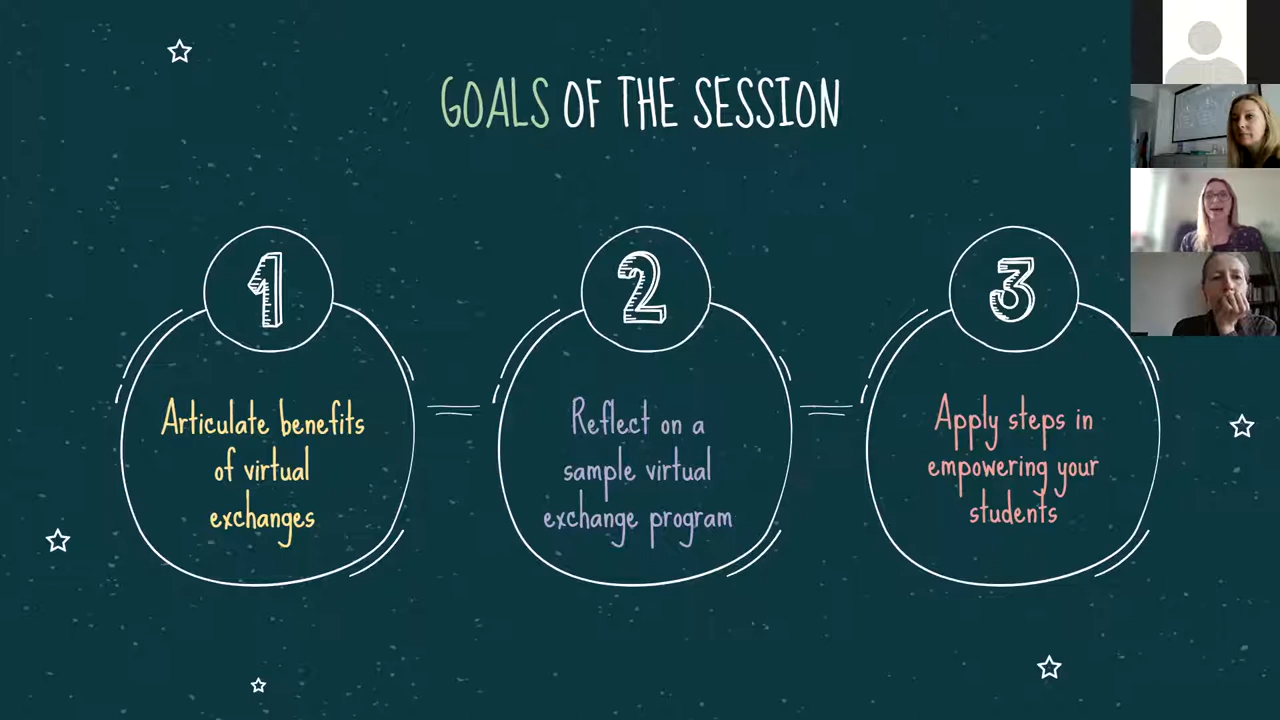 GOALS OF THE SESSION
1
Articulate benefits
of virtual
exchanges
2
Reflect on a
sample virtual
exchange program
3
Apply steps in
empowering your
students